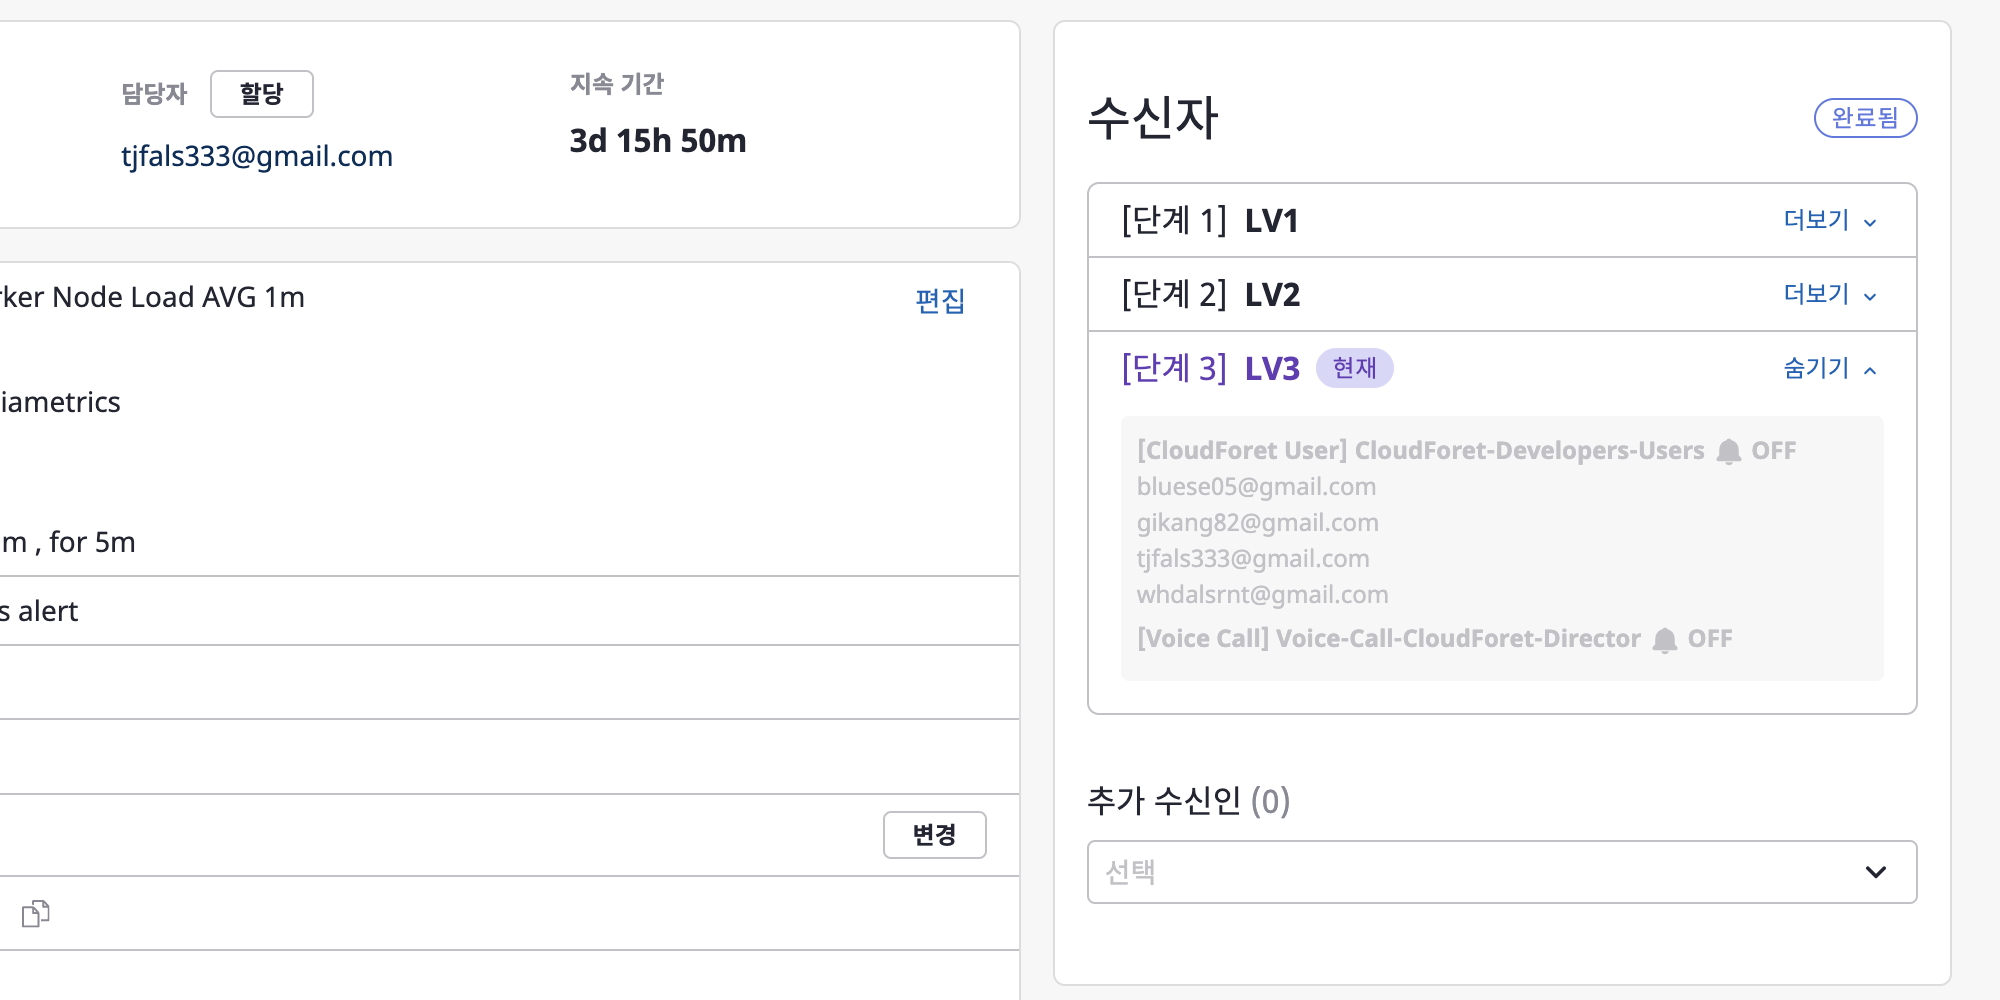 담당자 할당
tjfals333@gmail.com
지속 기간
3d 15h 50m
rker Node Load AVG 1m 편집
iametrics
m , for 5m
s alert
변경
수신자 완료됨
[단계 1] LV1 더보기
[단계 2] LV2 더보기
[단계 3] LV3 현재 숨기기
[CloudForet User] CloudForet-Developers-Users OFF
bluese05@gmail.com
gikang82@gmail.com
tjfals333@gmail.com
whdalsrnt@gmail.com
[Voice Call] Voice-Call-CloudForet-Director OFF
추가 수신인 (0)
선택